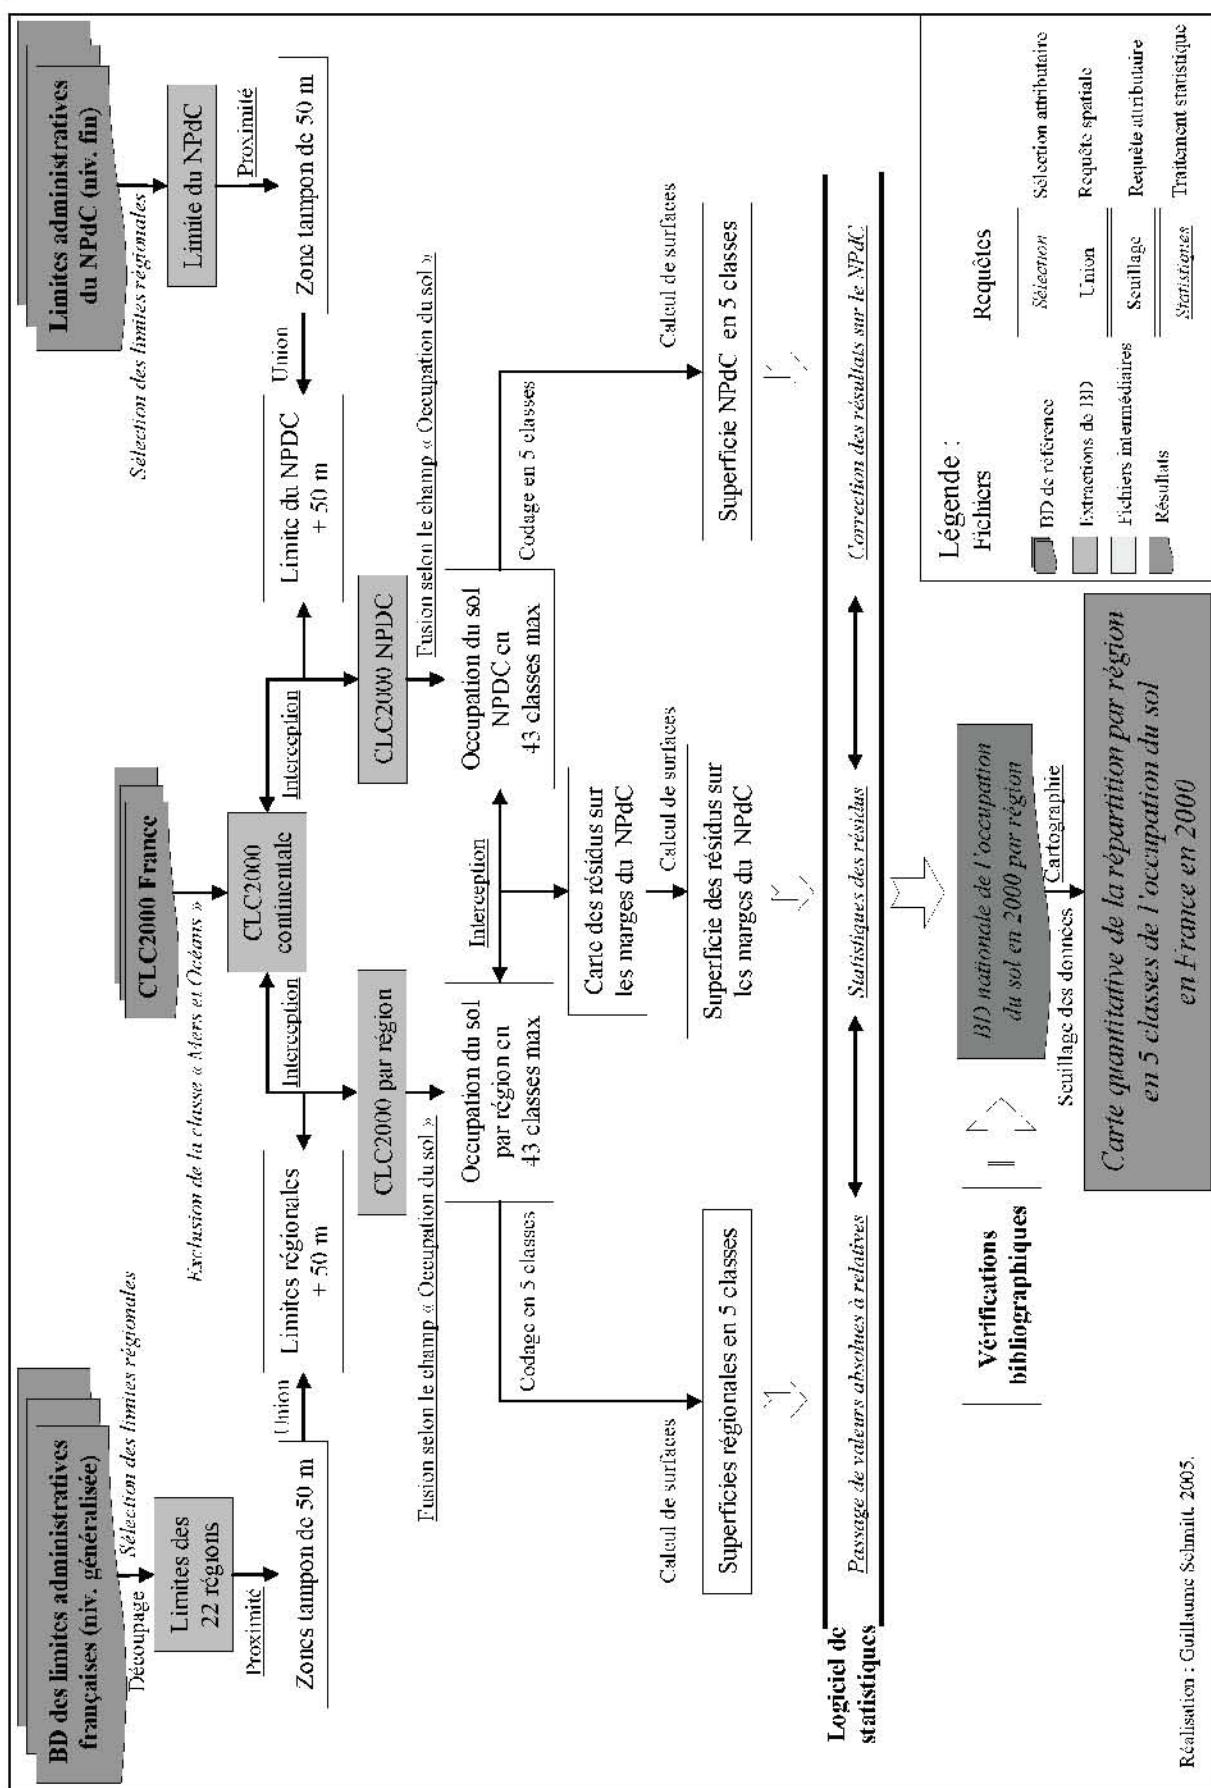 BD des limites administratives
françaises (niv. généralisée)
CLC2000 France
Limites administratives
du NPdC (niv. fin)
Découpage
Sélection des limites régionales
Exclusion de la classe « Mers et Océans »
Sélection des limites régionales
Limites des
22 régions
CLC2000
continentale
Limite du NPdC
Proximité
Proximité
Zones tampon de 50 m
Union
Limites régionales
+ 50 m
Interception
Interception
Limite du NPDC
+ 50 m
Union
Zone tampon de 50 m
CLC2000 par région
CLC2000 NPDC
Fusion selon le champ « Occupation du sol »
Fusion selon le champ « Occupation du sol »
Occupation du sol
par région en
43 classes max
Interception
Occupation du sol
NPDC en
43 classes max
Codage en 5 classes
Codage en 5 classes
Carte des résidus sur
les marges du NPdC
Calcul de surfaces
Calcul de surfaces
Calcul de surfaces
Superficies régionales en 5 classes
Superficie des résidus sur
les marges du NPdC
Superficie NPdC en 5 classes
Logiciel de
statistiques
Passage de valeurs absolues à relatives
Statistiques des résidus
Correction des résultats sur le NPdC
Vérifications
bibliographiques
BD nationale de l'occupation
du sol en 2000 par région
Seuillage des données
Cartographie
Carte quantitative de la répartition par région
en 5 classes de l'occupation du sol
en France en 2000
Légende :
Fichiers
BD de référence
Extractions de BD
Fichiers intermédiaires
Résultats
Requêtes
Sélection
Sélection attributaire
Union
Requête spatiale
Seuillage
Requête attributaire
Statistiques
Traitement statistique
Réalisation : Guillaume Schmitt, 2005.